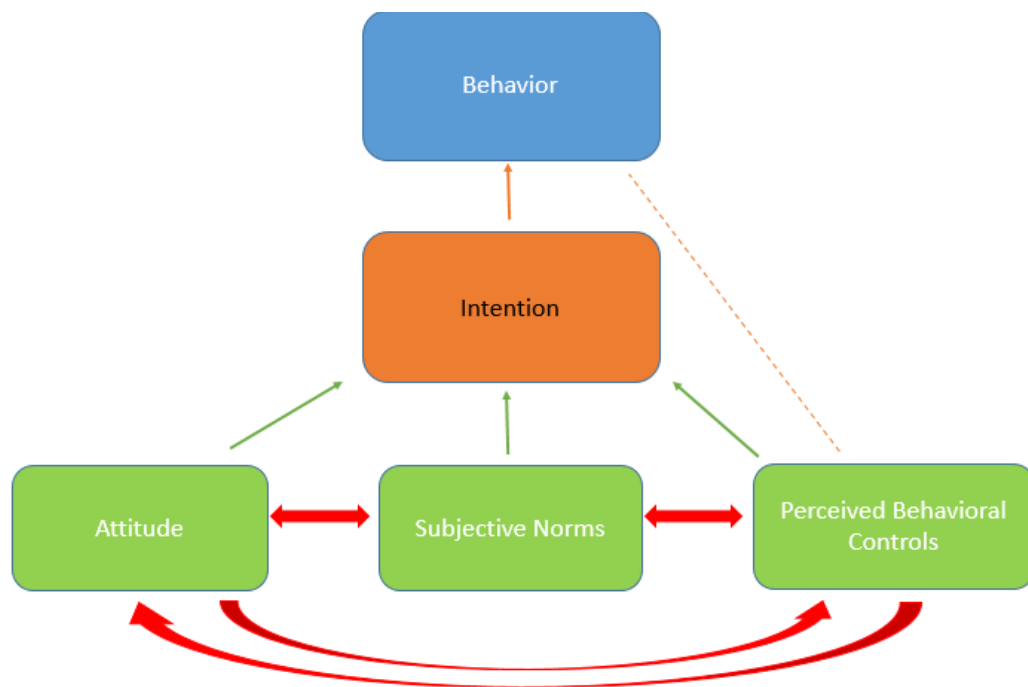 Behavior
Intention
Attitude
Subjective Norms
Perceived Behavioral
Controls